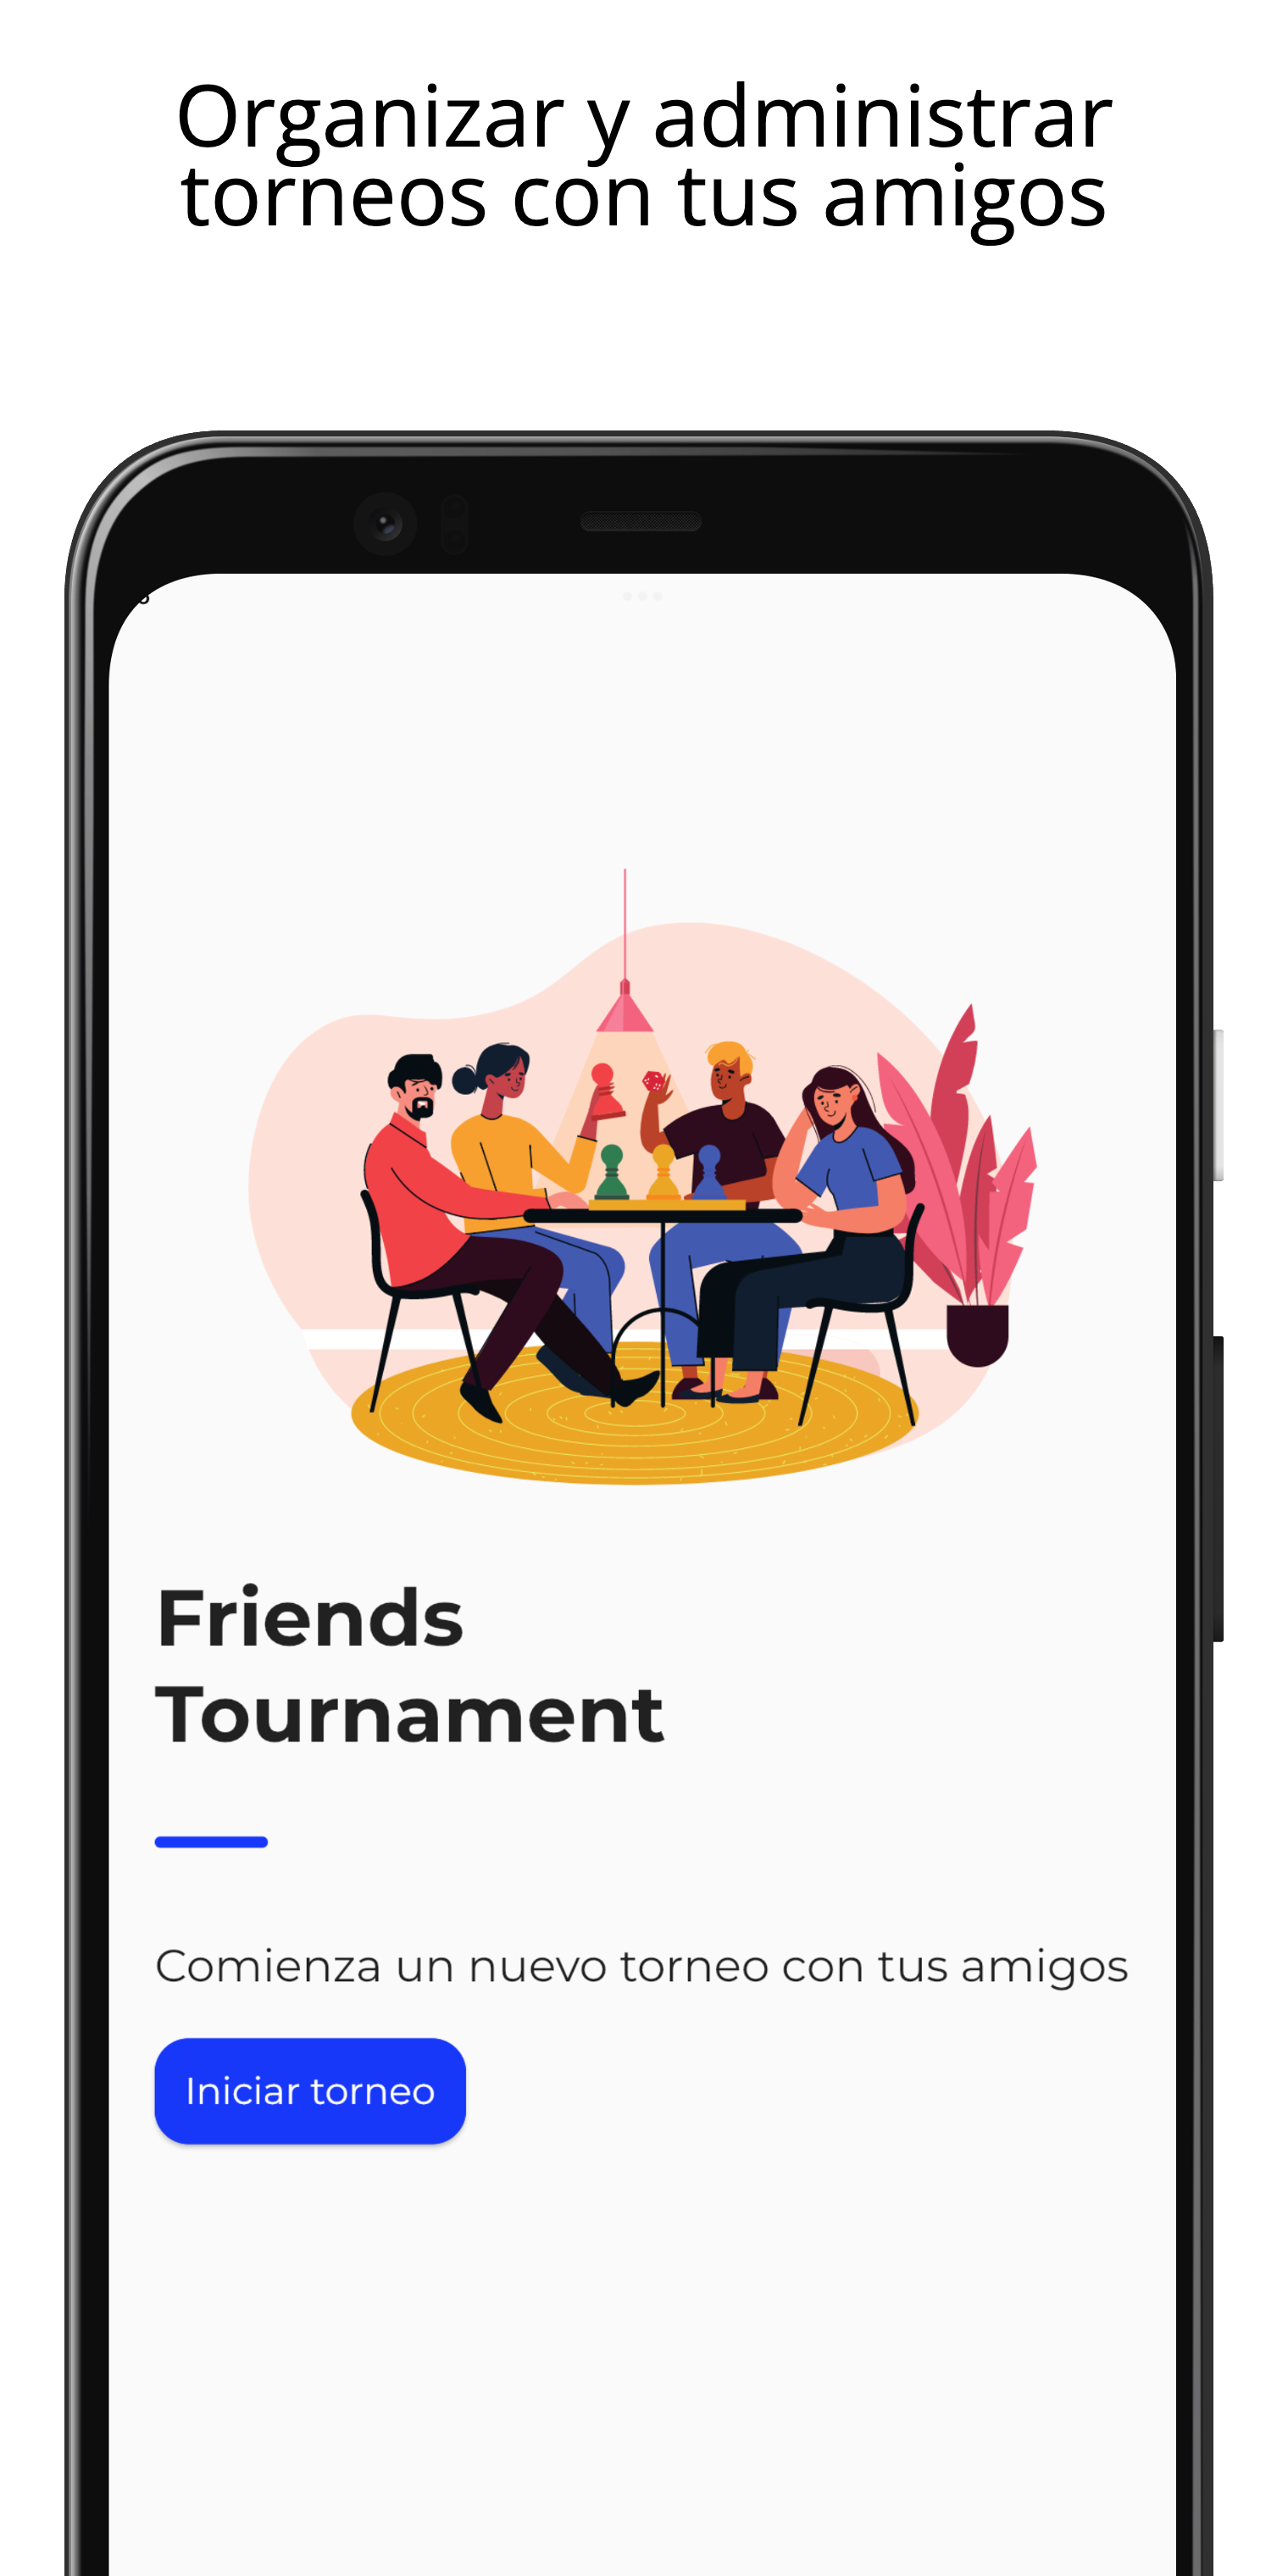 Organizar y administrar
torneos con tus amigos
Friends
Tournament
Comienza un nuevo torneo con tus amigos
Iniciar torneo